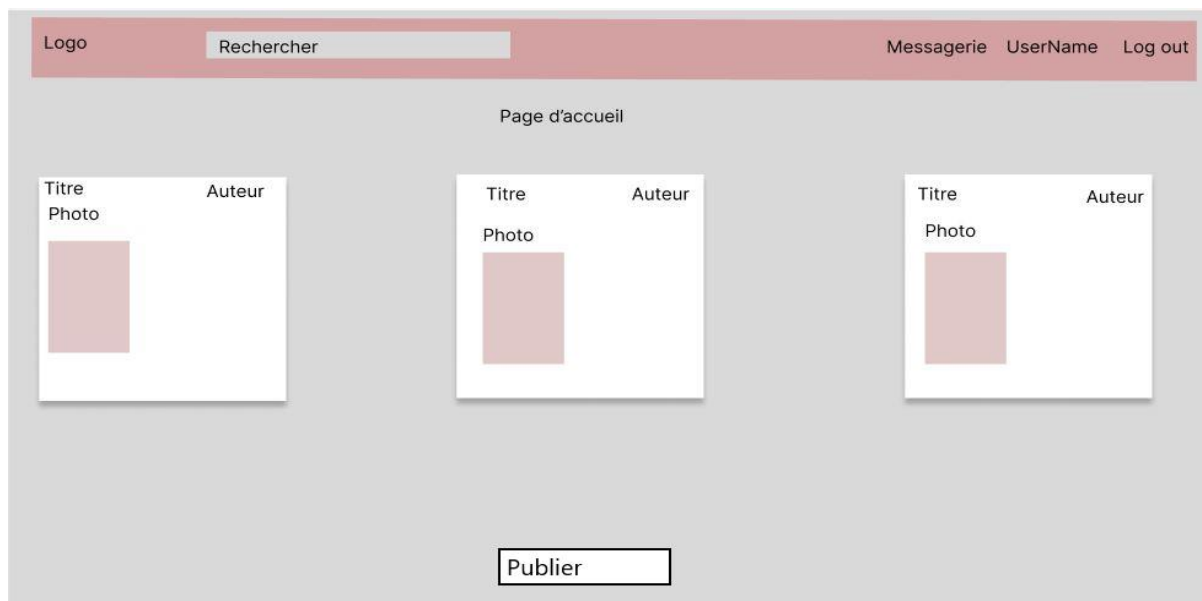 Logo
Rechercher
Messagerie
UserName
Log out
Page d’accueil
Titre
Auteur
Photo
Titre
Auteur
Photo
Titre
Auteur
Photo
Publier